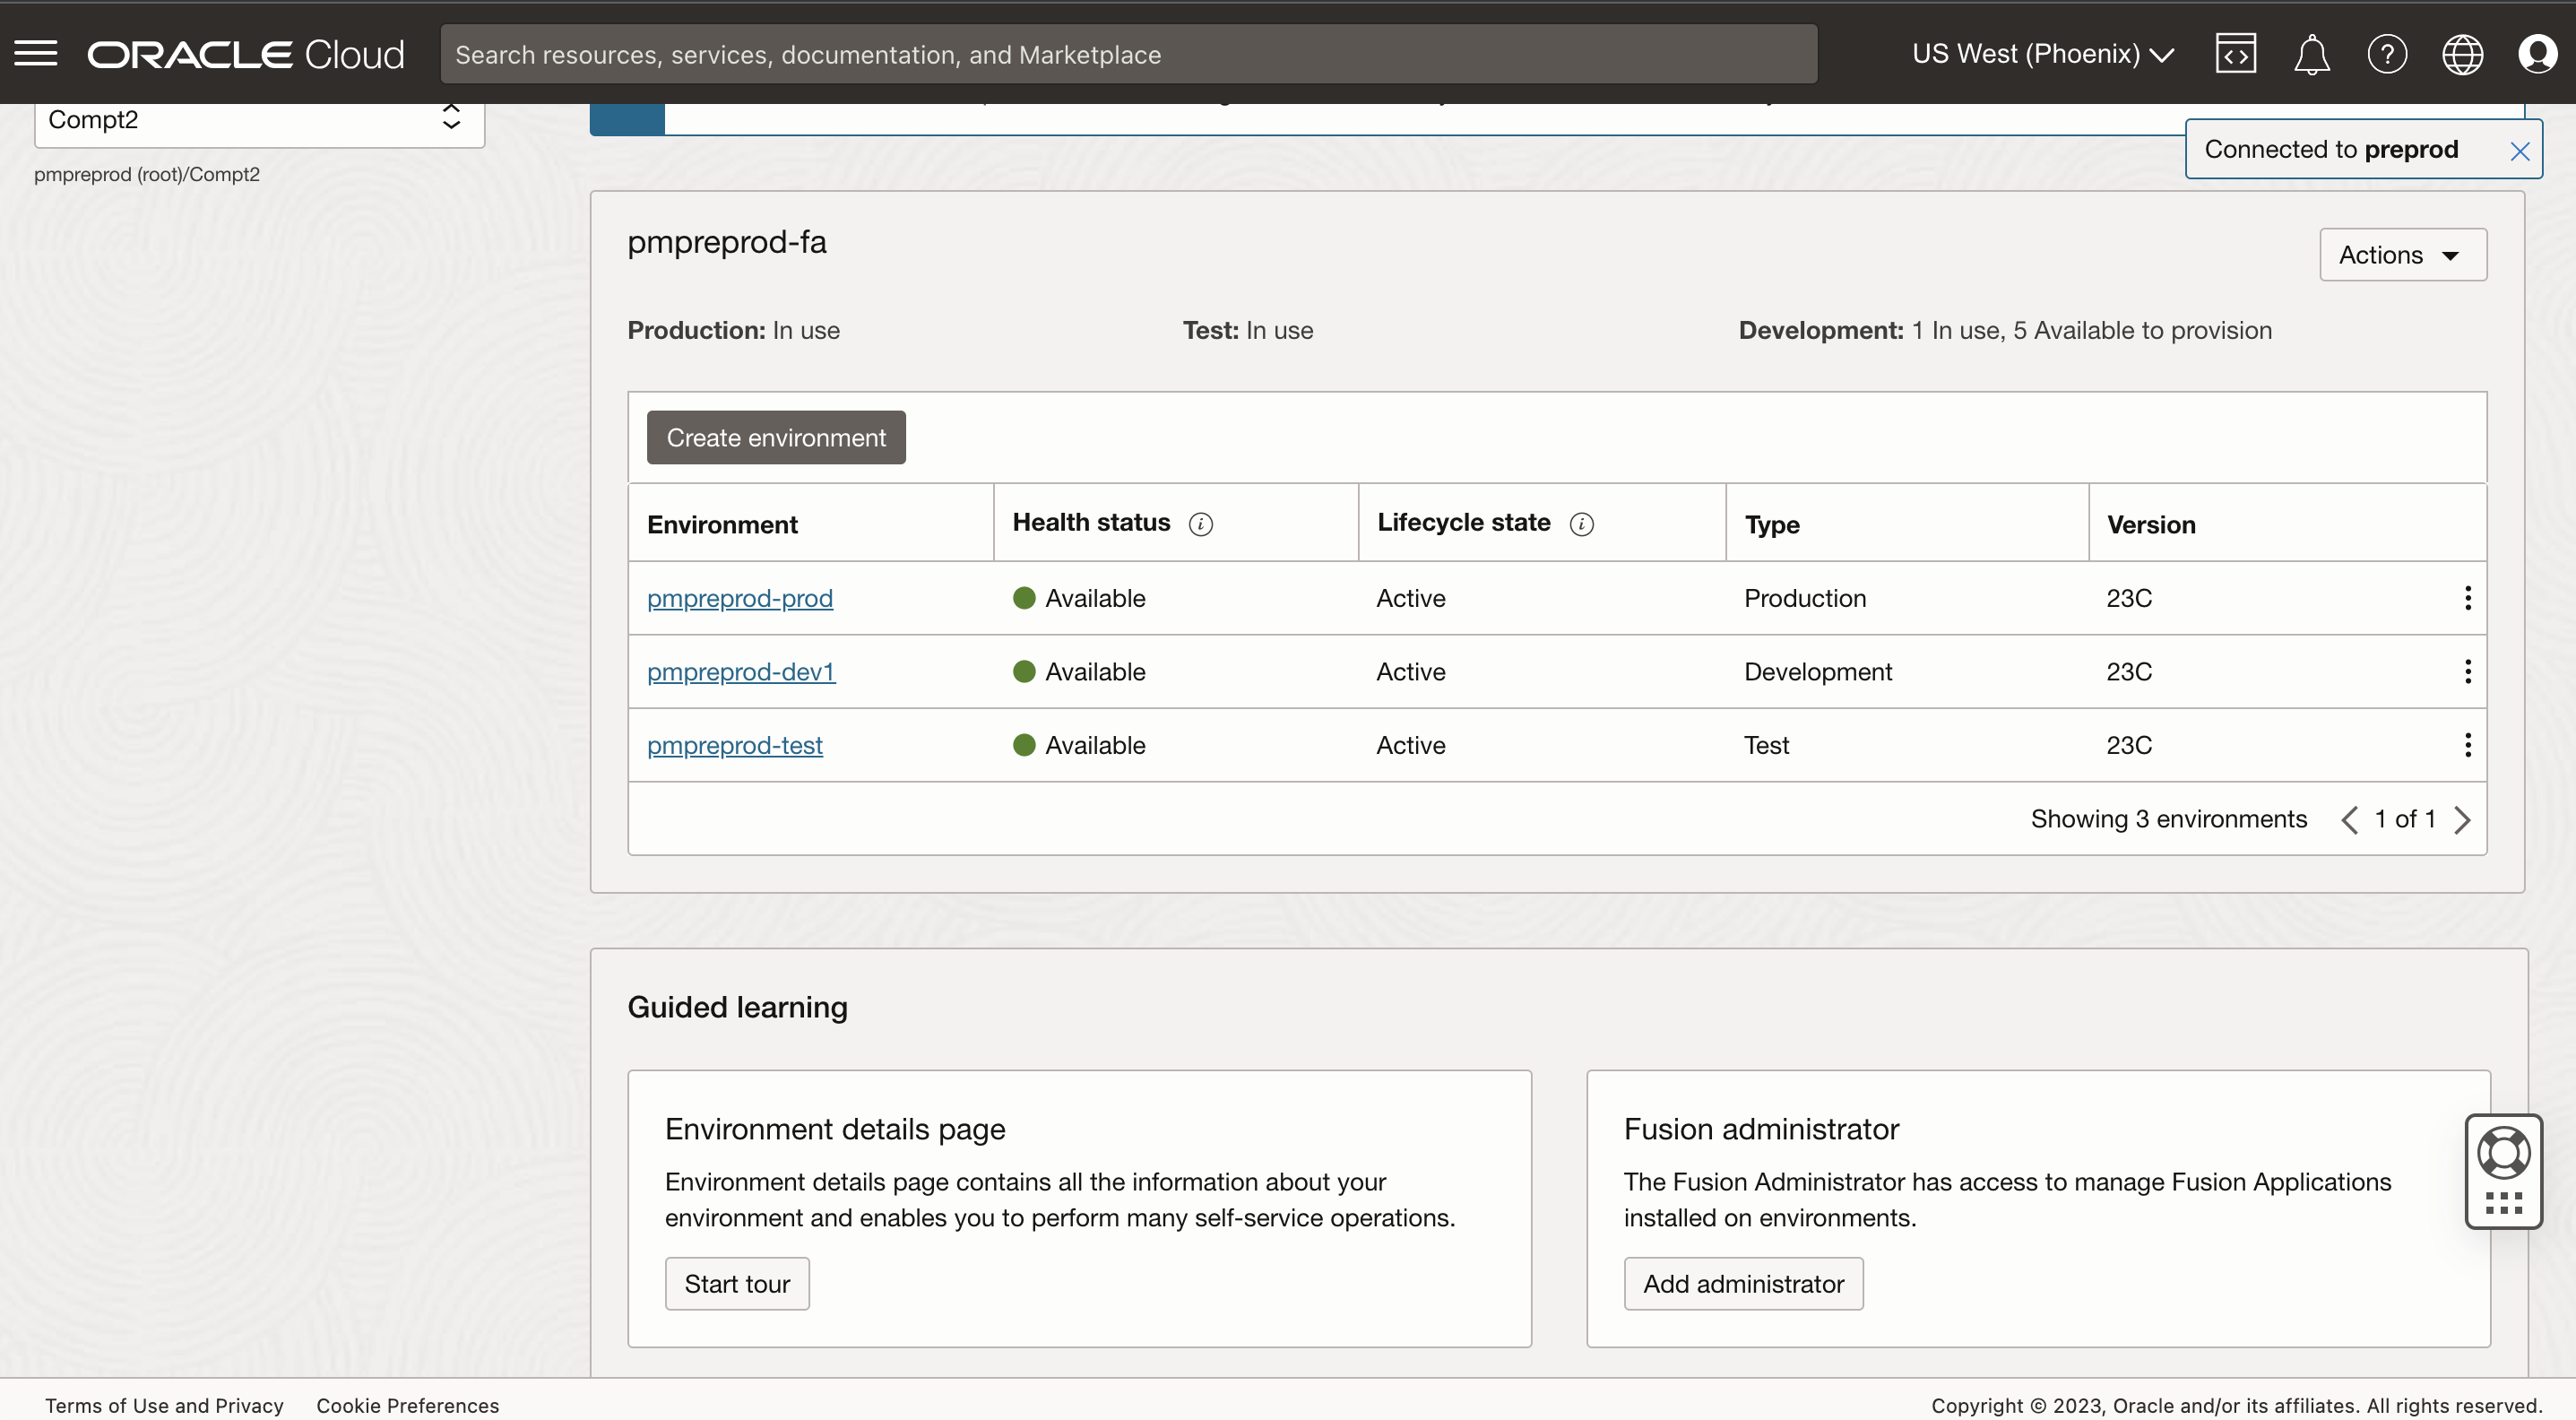 ORACLE Cloud
Search resources, services, documentation, and Marketplace
US West (Phoenix)
Compt2
pmpreprod (root)/Compt2
Connected to preprod
pmpreprod-fa
Actions
Production: In use
Test: In use
Development: 1 In use, 5 Available to provision
Create environment
Environment Health status Lifecycle state Type Version
pmpreprod-prod Available Active Production 23C
pmpreprod-dev1 Available Active Development 23C
pmpreprod-test Available Active Test 23C
Showing 3 environments 1 of 1
Guided learning
Environment details page
Environment details page contains all the information about your
environment and enables you to perform many self-service operations.
Start tour
Fusion administrator
The Fusion Administrator has access to manage Fusion Applications
installed on environments.
Add administrator
Terms of Use and Privacy
Cookie Preferences
Copyright © 2023, Oracle and/or its affiliates. All rights reserved.